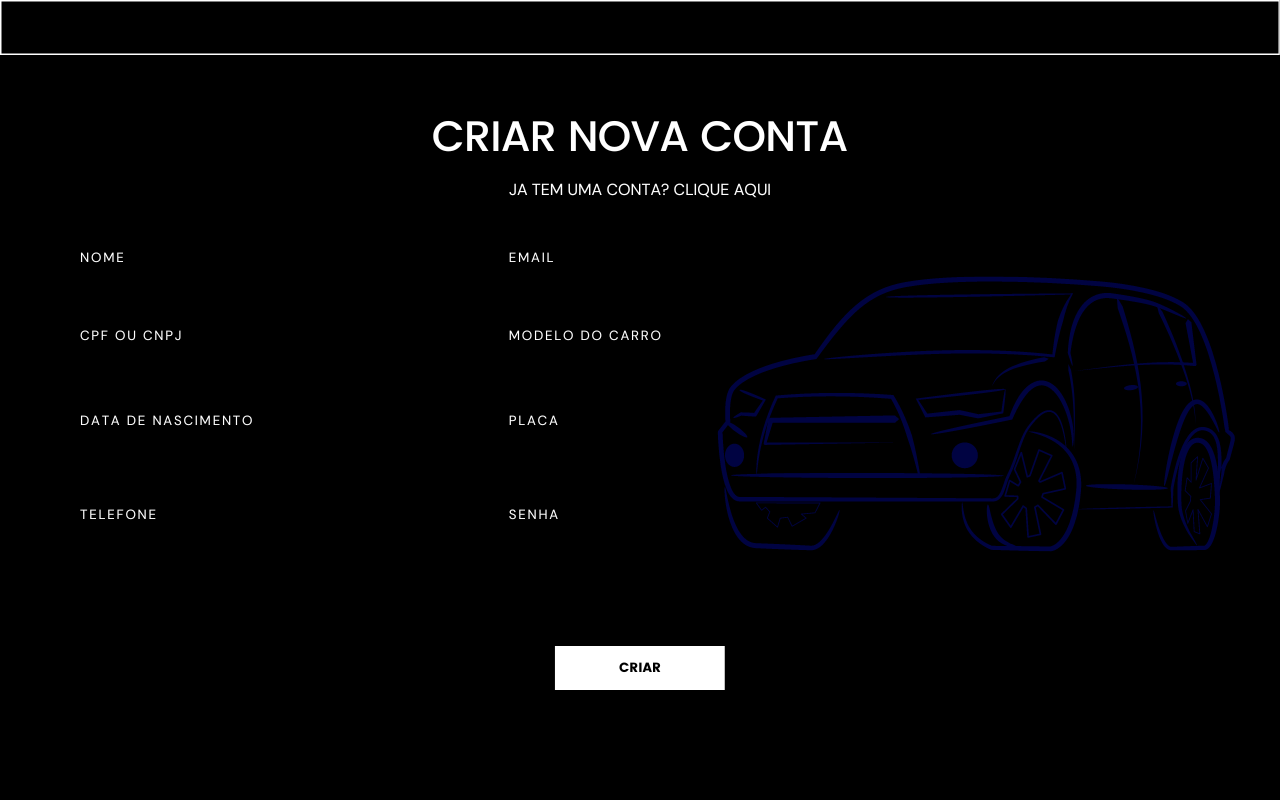 CRIAR NOVA CONTA
JA TEM UMA CONTA? CLIQUE AQUI
NOME
EMAIL
CPF OU CNPJ
MODELO DO CARRO
DATA DE NASCIMENTO
PLACA
TELEFONE
SENHA
CRIAR